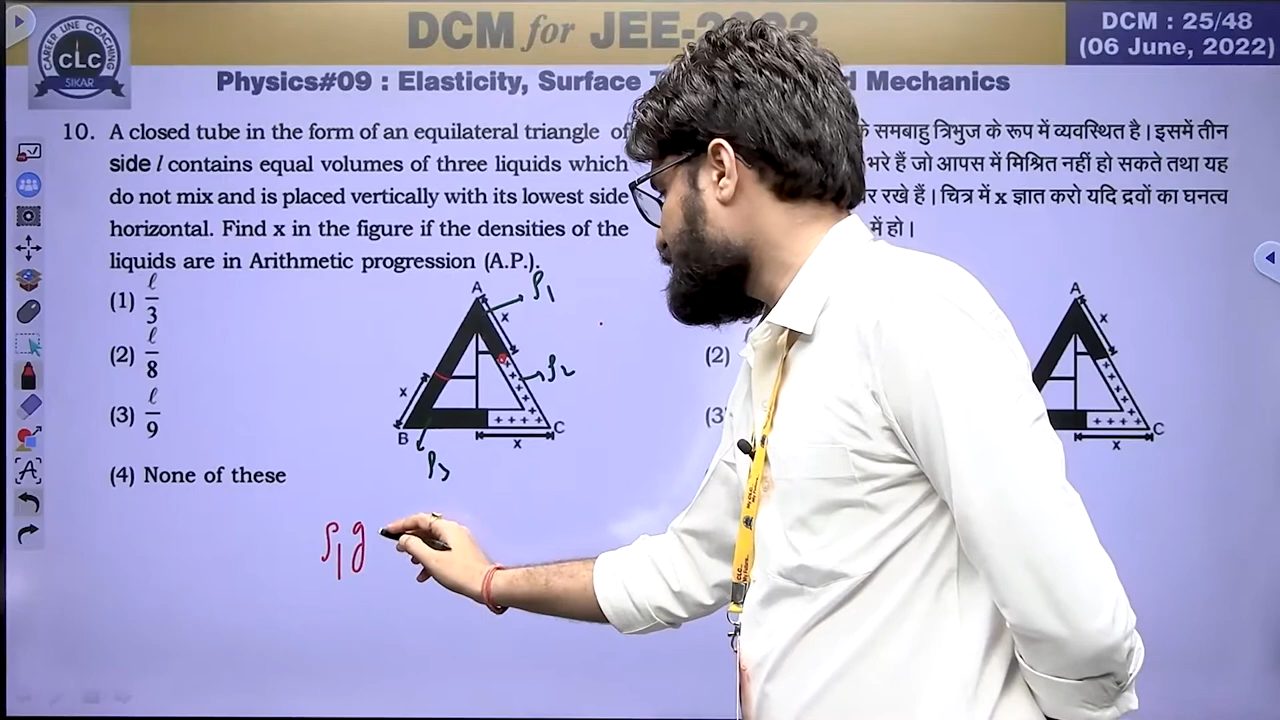 DCM for JEE-2022
DCM : 25/48
(06 June, 2022)
CAREER LINE COACHING
CLC
SIKAR
Physics#09 : Elasticity, Surface Mechanics
10. A closed tube in the form of an equilateral triangle of
side l contains equal volumes of three liquids which
do not mix and is placed vertically with its lowest side
horizontal. Find x in the figure if the densities of the
liquids are in Arithmetic progression (A.P.).
(1) ℓ/3
(2) ℓ/8
(3) ℓ/9
(4) None of these
A
x
x
B
x
C
ρ1
ρ2
ρ3
ρ1g
के समबाहु त्रिभुज के रूप में व्यवस्थित है। इसमें तीन
भरे हैं जो आपस में मिश्रित नहीं हो सकते तथा यह
रखे हैं। चित्र में x ज्ञात करो यदि द्रवों का घनत्व
में हो।
(2)
(3)
A
x
C
x